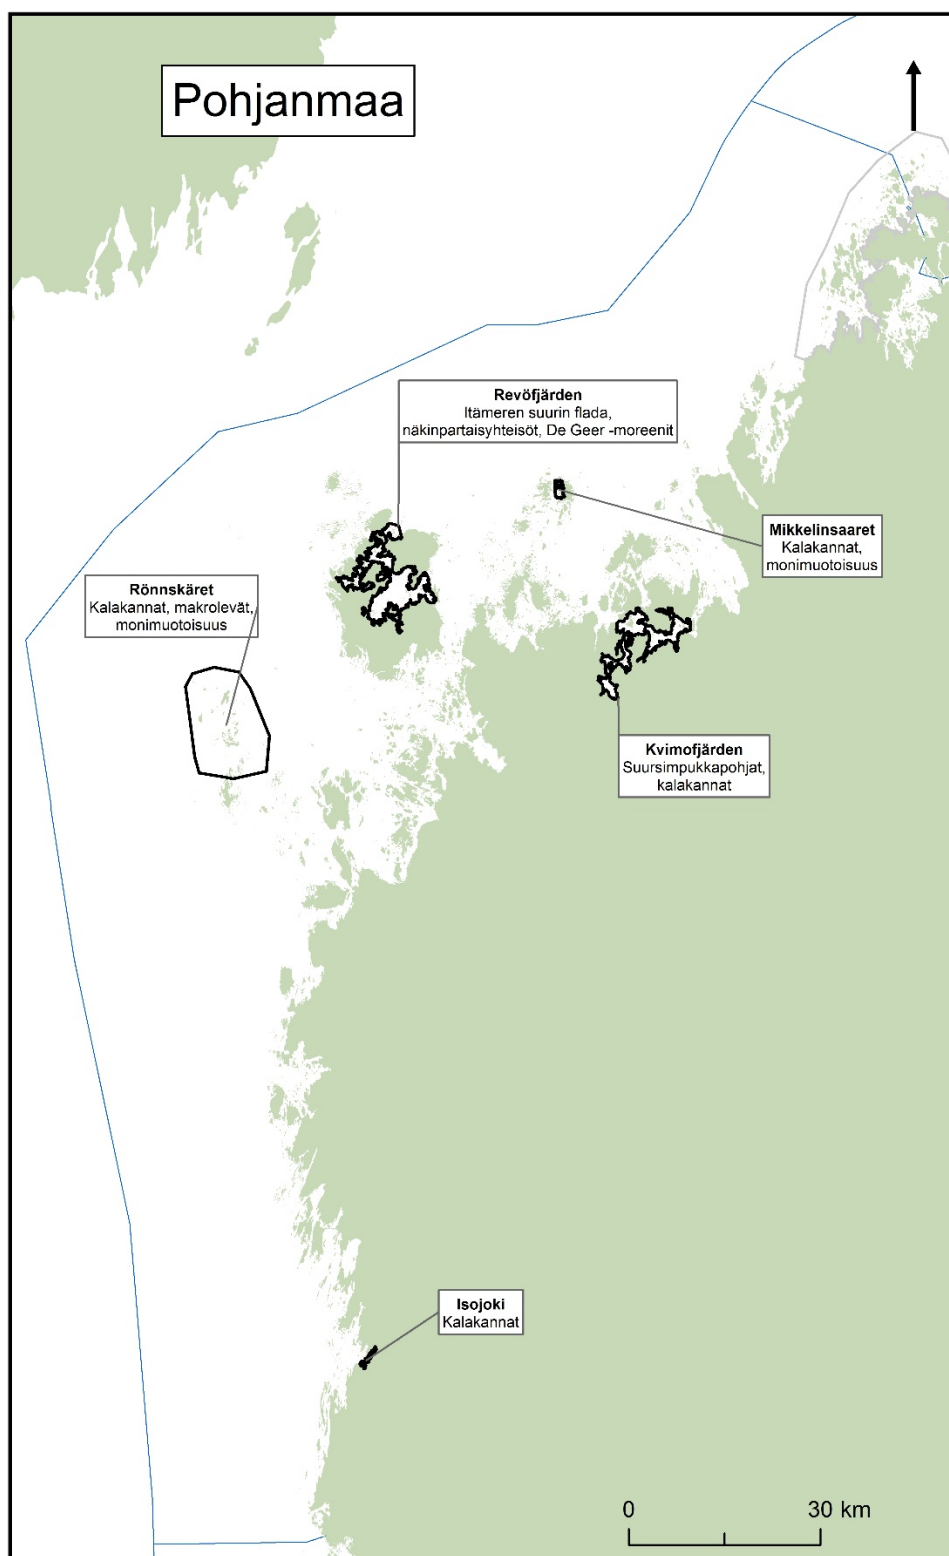 Pohjanmaa
Revöfjärden
Itämeren suurin flada,
näkinpartaisyhteisöt, De Geer -moreenit
Mikkelinsaaret
Kalakannat,
monimuotoisuus
Rönnskäret
Kalakannat, makrolevät,
monimuotoisuus
Kvimofjärden
Suursimpukkapohjat,
kalakannat
Isojoki
Kalakannat
0 30 km